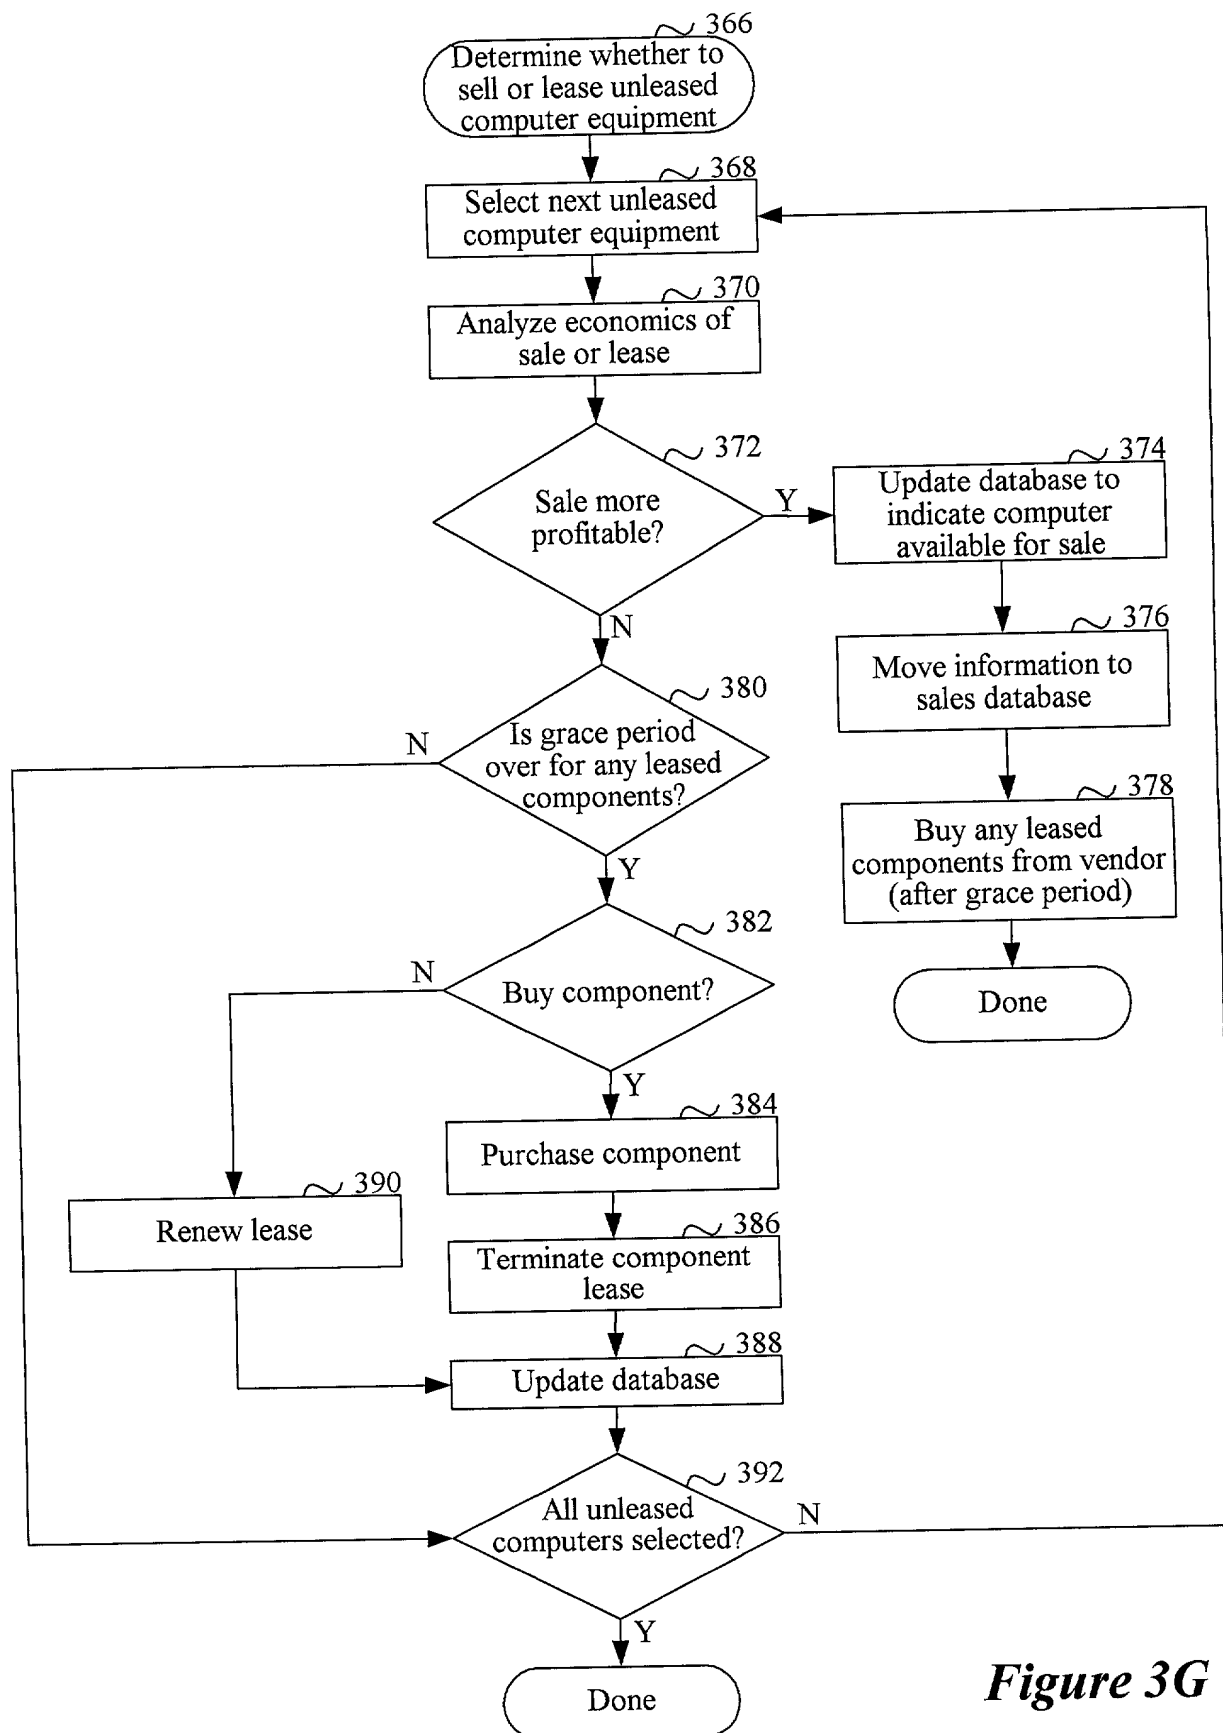 366
Determine whether to
sell or lease unleased
computer equipment
368
Select next unleased
computer equipment
370
Analyze economics of
sale or lease
372
Sale more
profitable?
Y
N
374
Update database to
indicate computer
available for sale
376
Move information to
sales database
378
Buy any leased
components from vendor
(after grace period)
Done
380
Is grace period
over for any leased
components?
N
Y
382
Buy component?
N
Y
384
Purchase component
390
Renew lease
386
Terminate component
lease
388
Update database
392
All unleased
computers selected?
N
Y
Done
Figure 3G